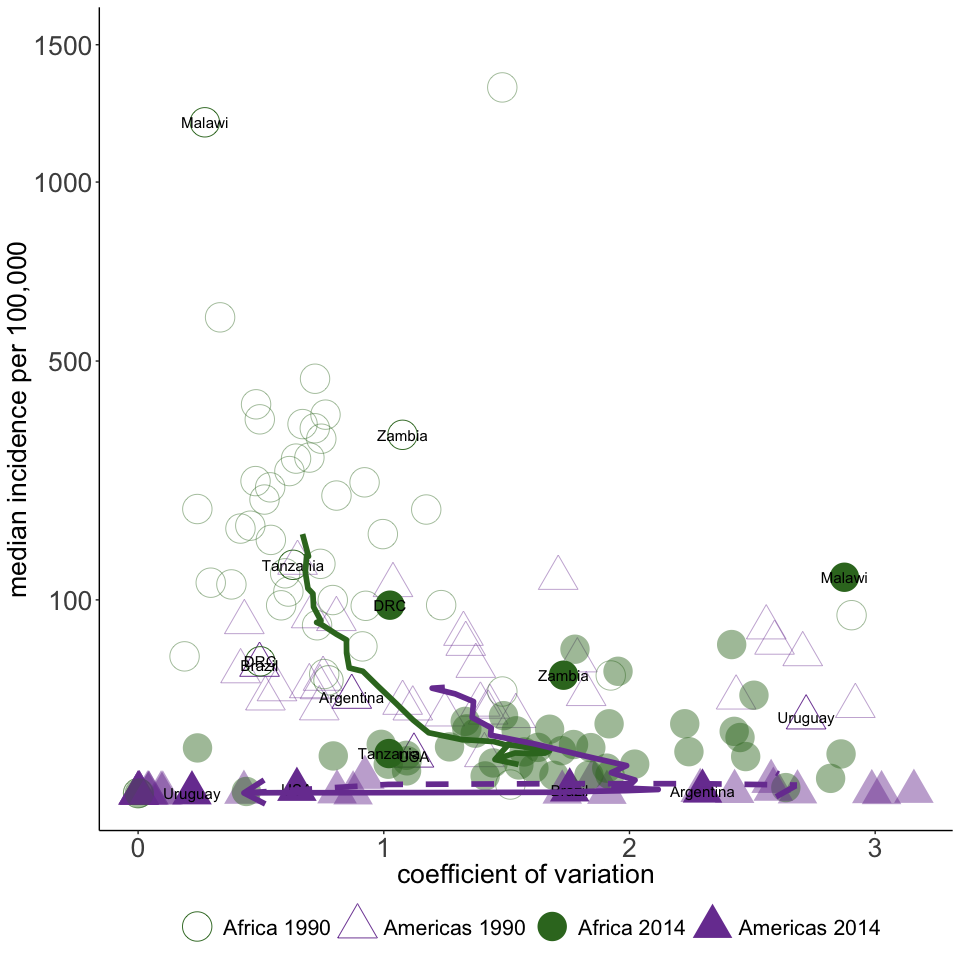 1500
Malawi
1000
median incidence per 100,000
500
Zambia
Tanzania
Malawi
100
DRC
DRC
Brazil
Zambia
Argentina
Uruguay
Tanzania
USA
USA
Uruguay
Brazil
Argentina
0
1
2
3
coefficient of variation
Africa 1990
Americas 1990
Africa 2014
Americas 2014